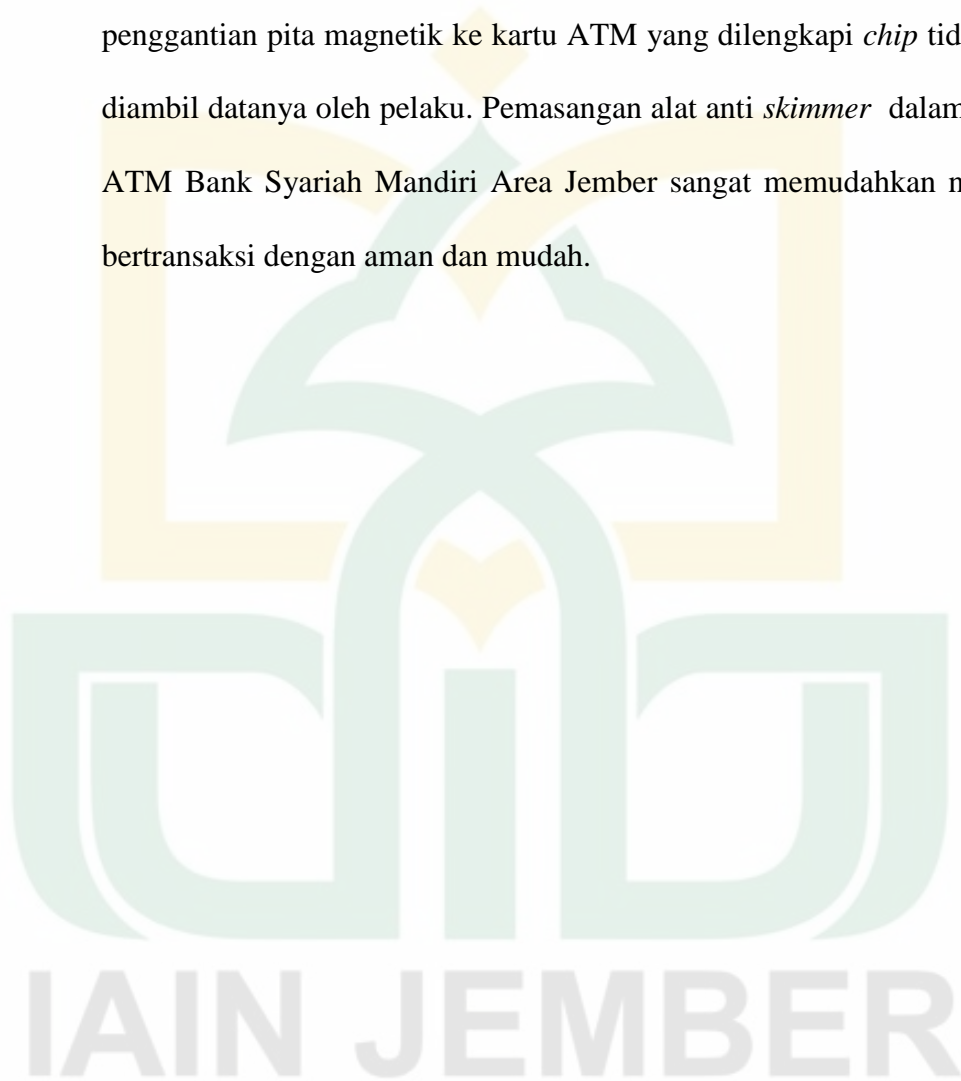 penggantian pita magnetik ke kartu ATM yang dilengkapi chip
diambil datanya oleh pelaku. Pemasangan alat anti skimmer dalam
ATM Bank Syariah Mandiri Area Jember sangat memudahkan
bertransaksi dengan aman dan mudah.
IAIN JEMBER